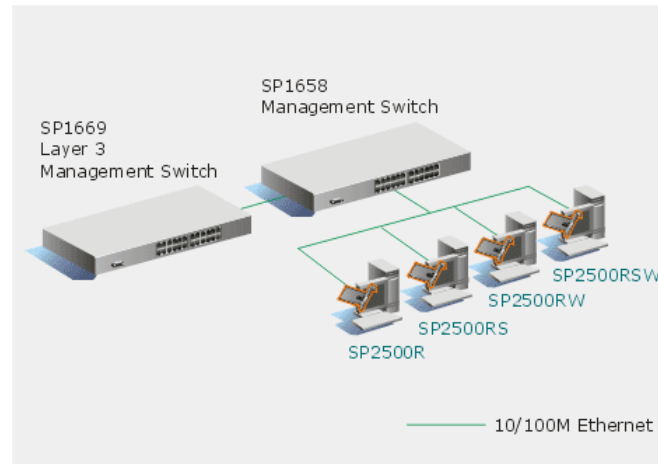 SP1658
Management Switch
SP1669
Layer 3
Management Switch
SP2500RSW
SP2500RW
SP2500RS
SP2500R
10/100M Ethernet